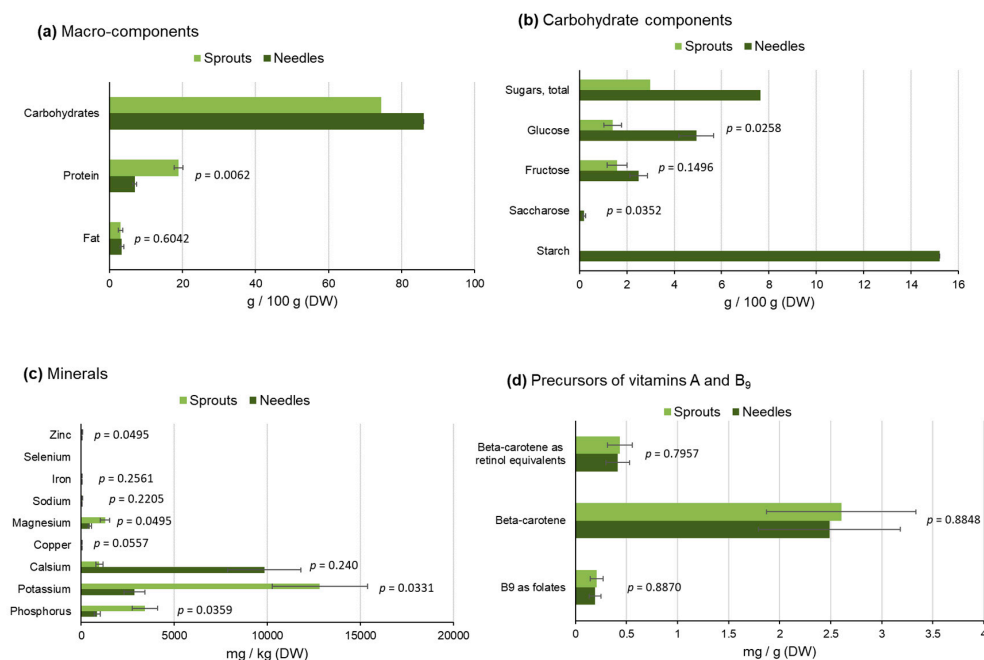 (a) Macro-components
Sprouts Needles
Carbohydrates
Protein
p = 0.0062
Fat
p = 0.6042
0 20 40 60 80 100
g / 100 g (DW)
(b) Carbohydrate components
Sprouts Needles
Sugars, total
Glucose
p = 0.0258
Fructose
p = 0.1496
Saccharose
p = 0.0352
Starch
0 2 4 6 8 10 12 14 16
g / 100 g (DW)
(c) Minerals
Sprouts Needles
Zinc
p = 0.0495
Selenium
Iron
p = 0.2561
Sodium
p = 0.2205
Magnesium
p = 0.0495
Copper
p = 0.0557
Calsium
p = 0.240
Potassium
p = 0.0331
Phosphorus
p = 0.0359
0 5000 10000 15000 20000
mg / kg (DW)
(d) Precursors of vitamins A and B₉
Sprouts Needles
Beta-carotene as
retinol equivalents
p = 0.7957
Beta-carotene
p = 0.8848
B9 as folates
p = 0.8870
0 0.5 1 1.5 2 2.5 3 3.5 4
mg / g (DW)